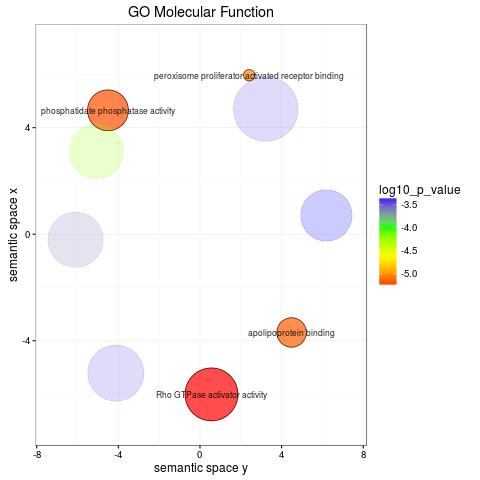 GO Molecular Function
peroxisome proliferator activated receptor binding
phosphatidate phosphatase activity
4
log10_p_value
-3.5
-4.0
-4.5
-5.0
semantic space x
0
apolipoprotein binding
-4
Rho GTPase activator activity
-8
-4
0
4
8
semantic space y